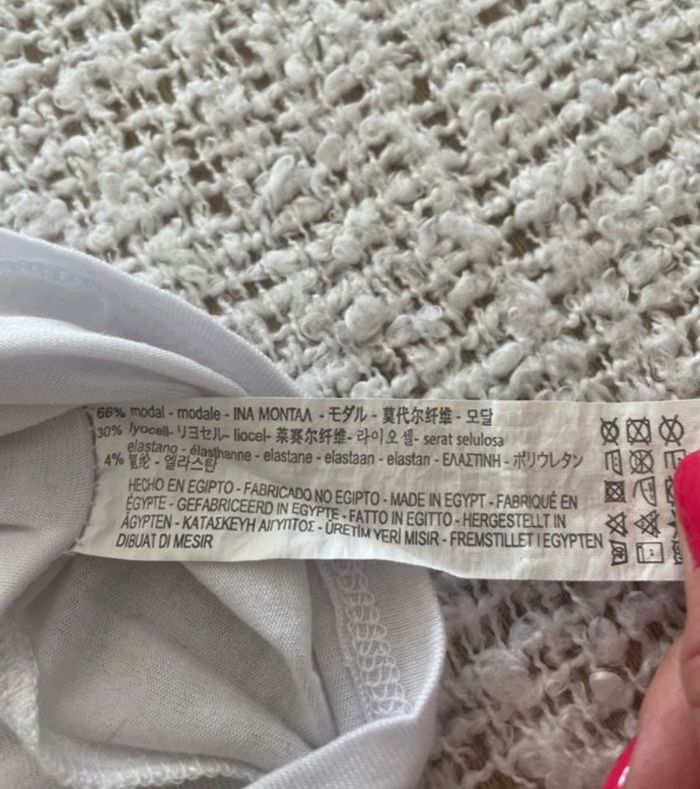 66% modal - modale - ΙΝΑ ΜΟΝΤΑΛ - モダル - 莫代尔纤维 - 모달
30% lyocell- リヨセル- liocel- 莱赛尔纤维- 라이오 셀- serat selulosa
elastano - élasthanne - elastane - elastaan - elastan - ΕΛΑΣΤΙΝΗ - ポリウレタン
4% 氨纶 - 엘라스탄
HECHO EN EGIPTO - FABRICADO NO EGIPTO - MADE IN EGYPT - FABRIQUÉ EN
ÉGYPTE - GEFABRICEERD IN EGYPTE - FATTO IN EGITTO - HERGESTELLT IN
ÄGYPTEN - ΚΑΤΑΣΚΕΥΗ ΑΙΓΥΠΤΟΣ - ÜRETİM YERİ MISIR - FREMSTILLET I EGYPTEN
DIBUAT DI MESIR